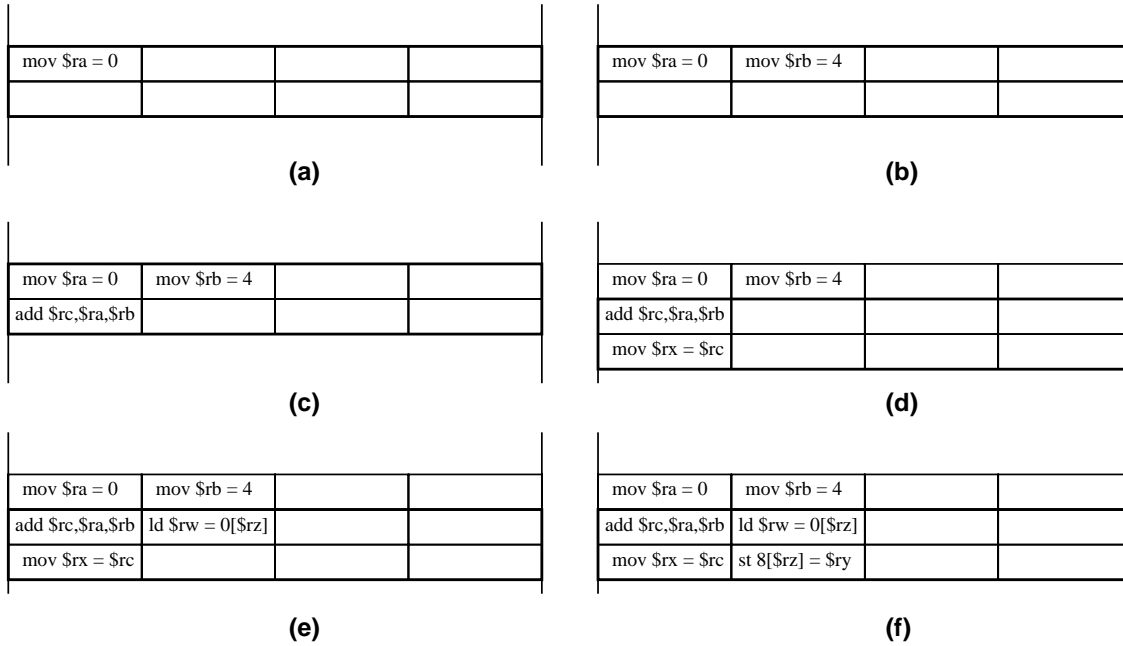 mov $ra = 0
(a)
mov $ra = 0 mov $rb = 4
(b)
mov $ra = 0 mov $rb = 4
add $rc,$ra,$rb
(c)
mov $ra = 0 mov $rb = 4
add $rc,$ra,$rb
mov $rx = $rc
(d)
mov $ra = 0 mov $rb = 4
add $rc,$ra,$rb ld $rw = 0[$rz]
mov $rx = $rc
(e)
mov $ra = 0 mov $rb = 4
add $rc,$ra,$rb ld $rw = 0[$rz]
mov $rx = $rc st 8[$rz] = $ry
(f)